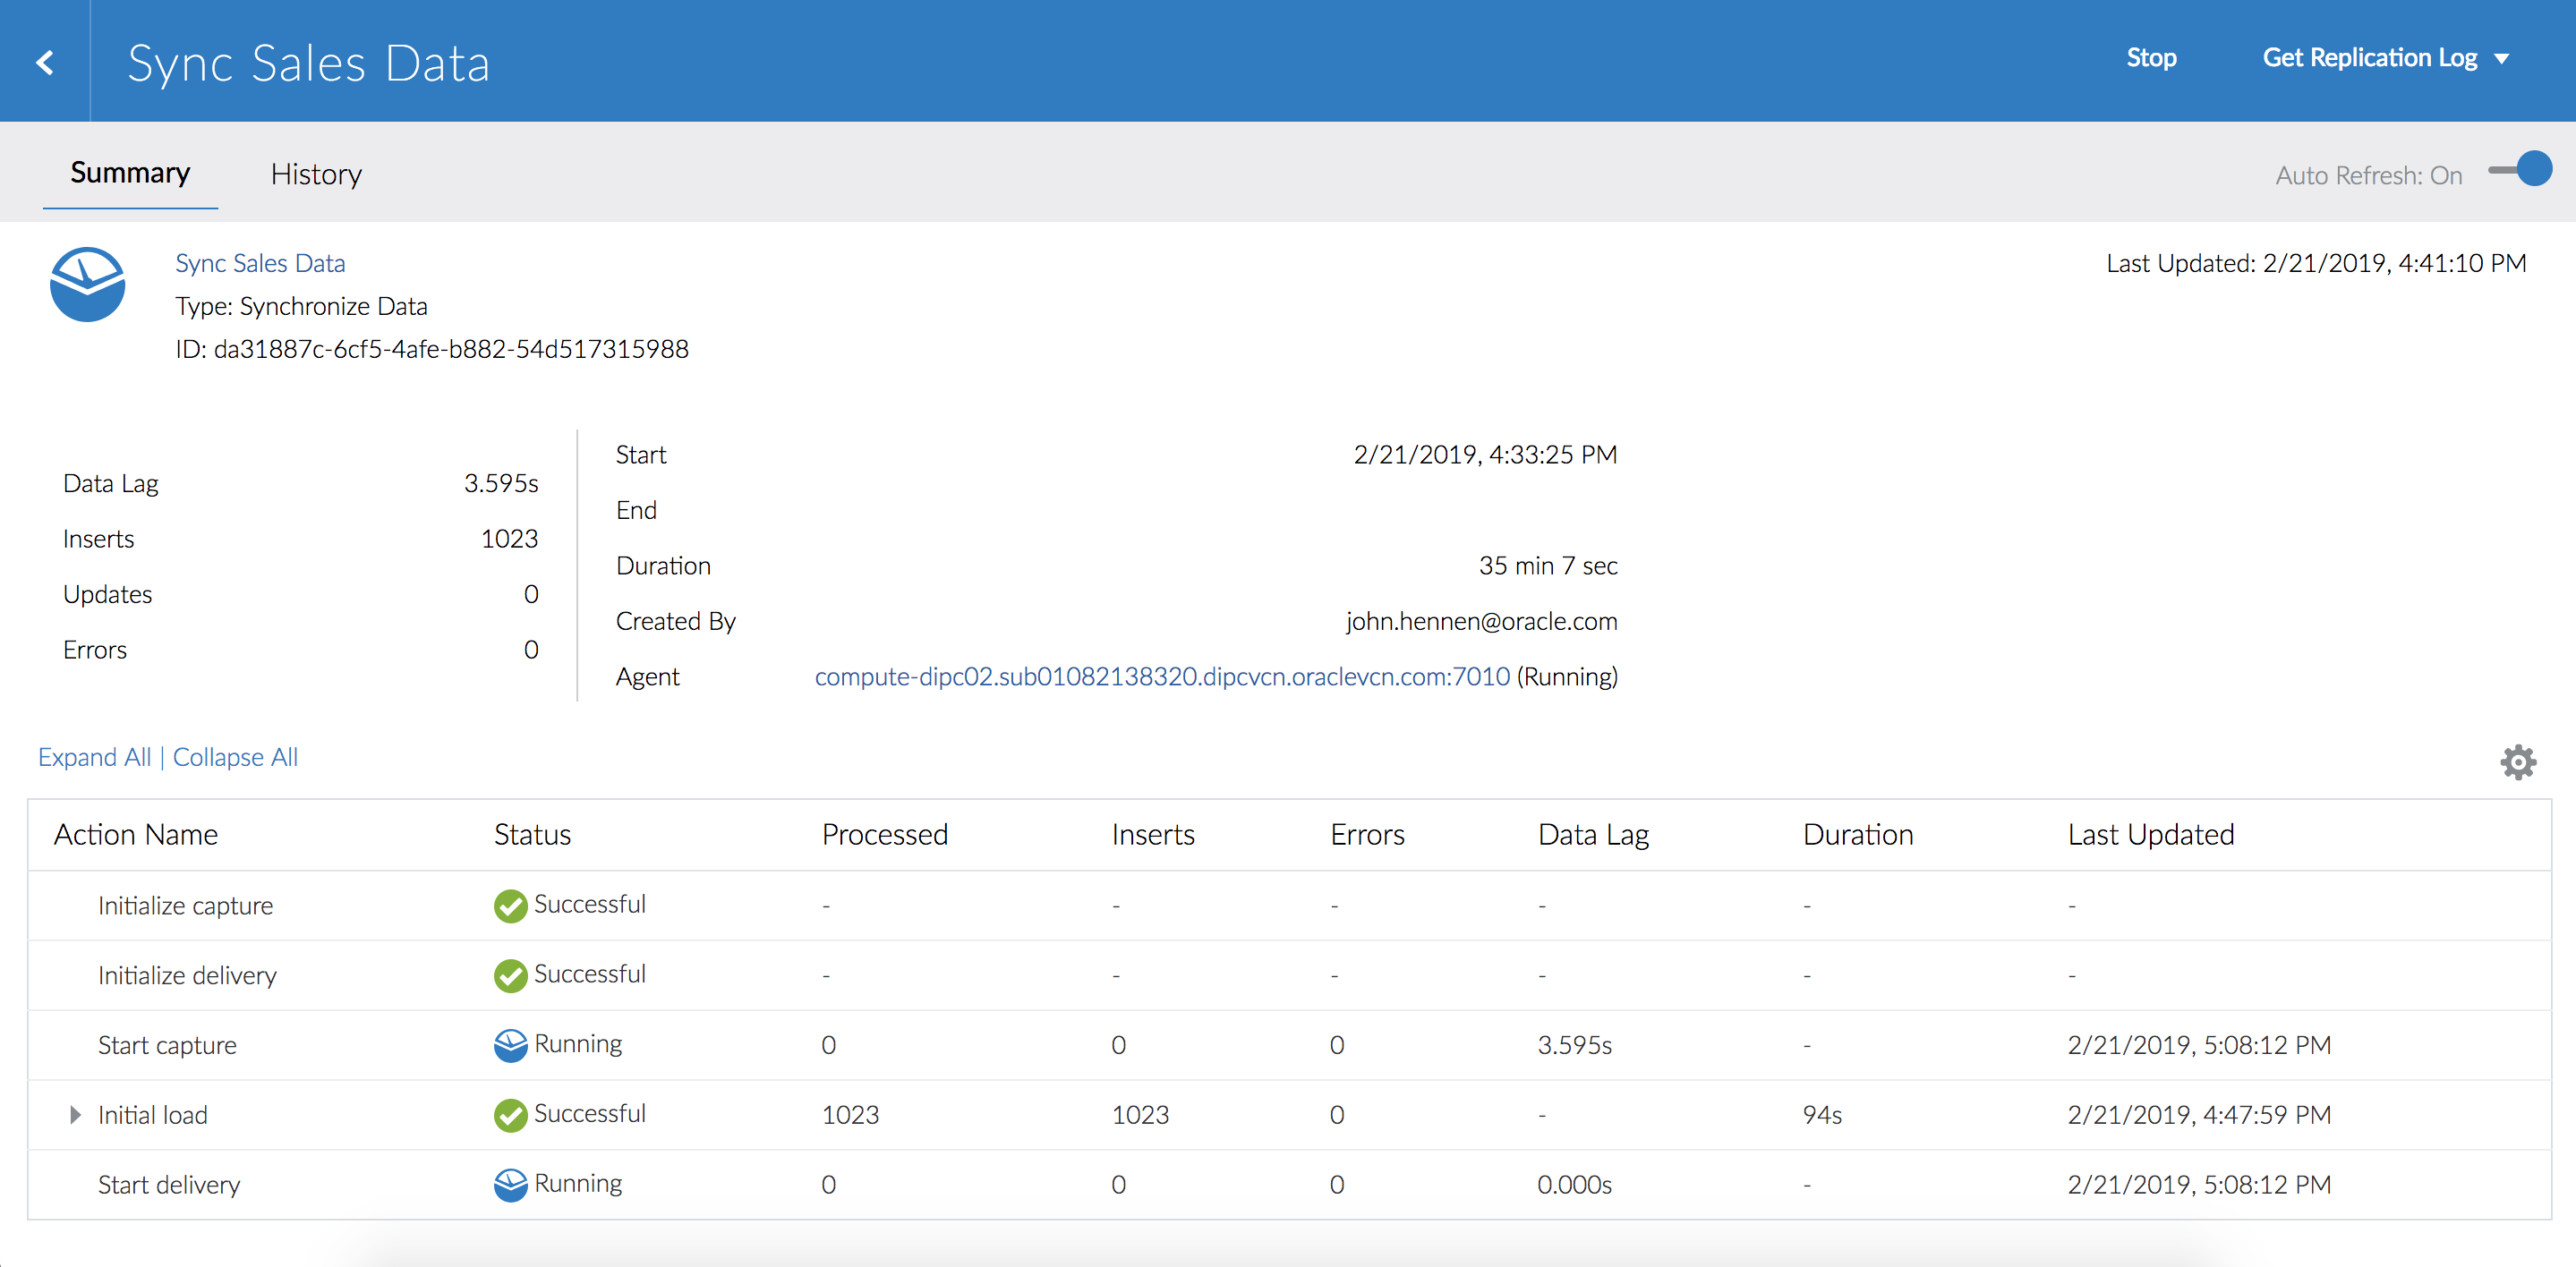 Sync Sales Data
Stop
Get Replication Log
Summary
History
Auto Refresh: On
Sync Sales Data
Last Updated: 2/21/2019, 4:41:10 PM
Type: Synchronize Data
ID: da31887c-6cf5-4afe-b882-54d517315988
Data Lag 3.595s
Inserts 1023
Updates 0
Errors 0
Start 2/21/2019, 4:33:25 PM
End
Duration 35 min 7 sec
Created By john.hennen@oracle.com
Agent compute-dipc02.sub01082138320.dipcvcn.oraclevcn.com:7010 (Running)
Expand All | Collapse All
Action Name Status Processed Inserts Errors Data Lag Duration Last Updated
Initialize capture Successful - - - - - -
Initialize delivery Successful - - - - - -
Start capture Running 0 0 0 3.595s - 2/21/2019, 5:08:12 PM
Initial load Successful 1023 1023 0 - 94s 2/21/2019, 4:47:59 PM
Start delivery Running 0 0 0 0.000s - 2/21/2019, 5:08:12 PM